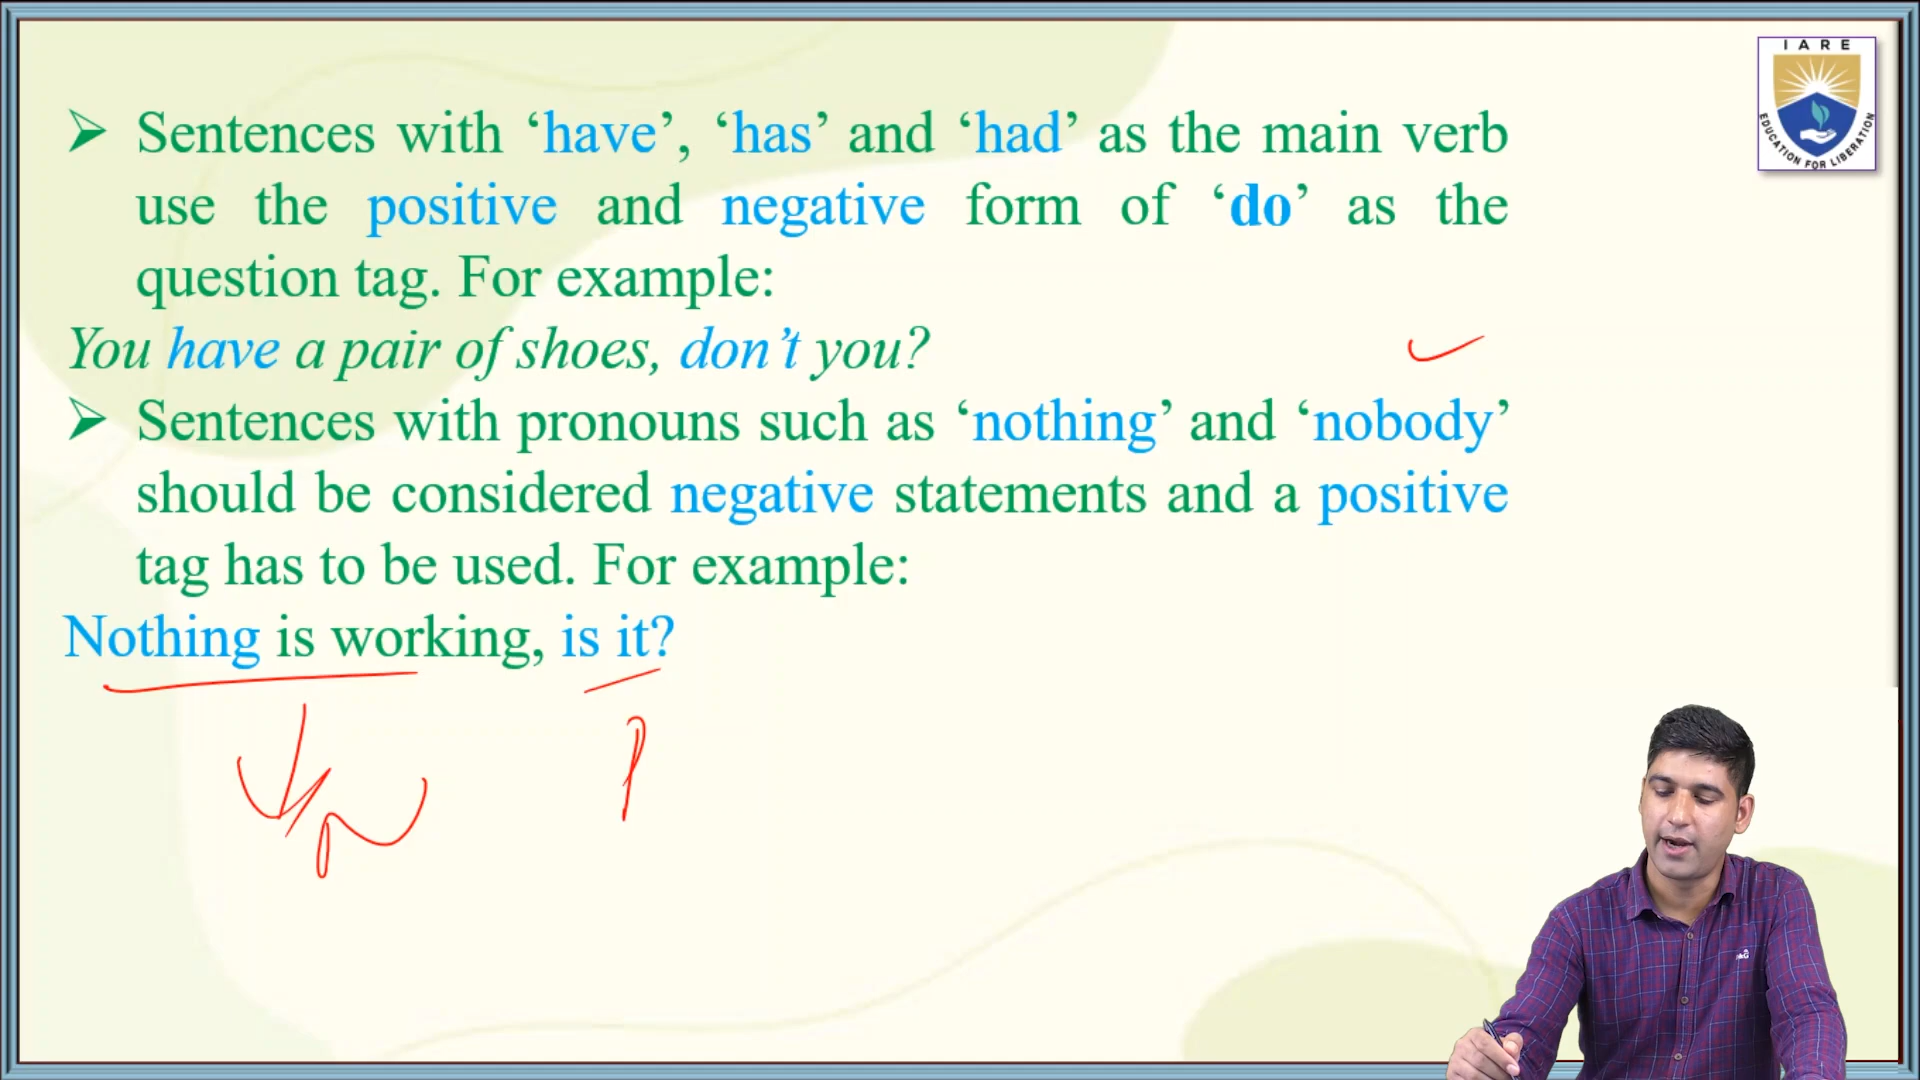 IARE
EDUCATION FOR LIBERATION
➢ Sentences with ‘have’, ‘has’ and ‘had’ as the main verb
use the positive and negative form of ‘do’ as the
question tag. For example:
You have a pair of shoes, don’t you?
➢ Sentences with pronouns such as ‘nothing’ and ‘nobody’
should be considered negative statements and a positive
tag has to be used. For example:
Nothing is working, is it?
N P